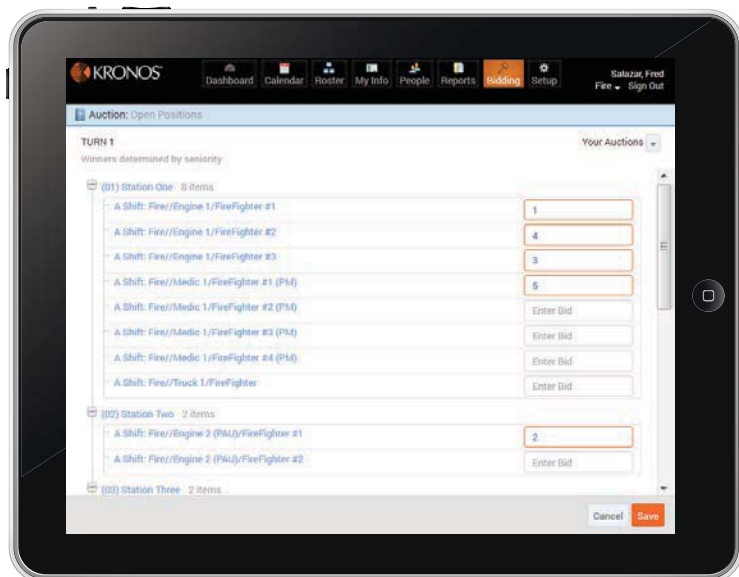 KRONOS
Dashboard Calendar Roster My Info People Reports Bidding Setup
Salazar, Fred
Fire Sign Out
Auction: Open Positions
TURN 1
Your Auctions
Winners determined by seniority
(01) Station One 8 items
A Shift: Fire//Engine 1/FireFighter #1 1
A Shift: Fire//Engine 1/FireFighter #2 4
A Shift: Fire//Engine 1/FireFighter #3 3
A Shift: Fire//Medic 1/FireFighter #1 (PM) 5
A Shift: Fire//Medic 1/FireFighter #2 (PM) Enter Bid
A Shift: Fire//Medic 1/FireFighter #3 (PM) Enter Bid
A Shift: Fire//Medic 1/FireFighter #4 (PM) Enter Bid
A Shift: Fire//Truck 1/FireFighter Enter Bid
(02) Station Two 2 items
A Shift: Fire//Engine 2 (PAU)/FireFighter #1 2
A Shift: Fire//Engine 2 (PAU)/FireFighter #2 Enter Bid
(03) Station Three 2 items
Cancel Save